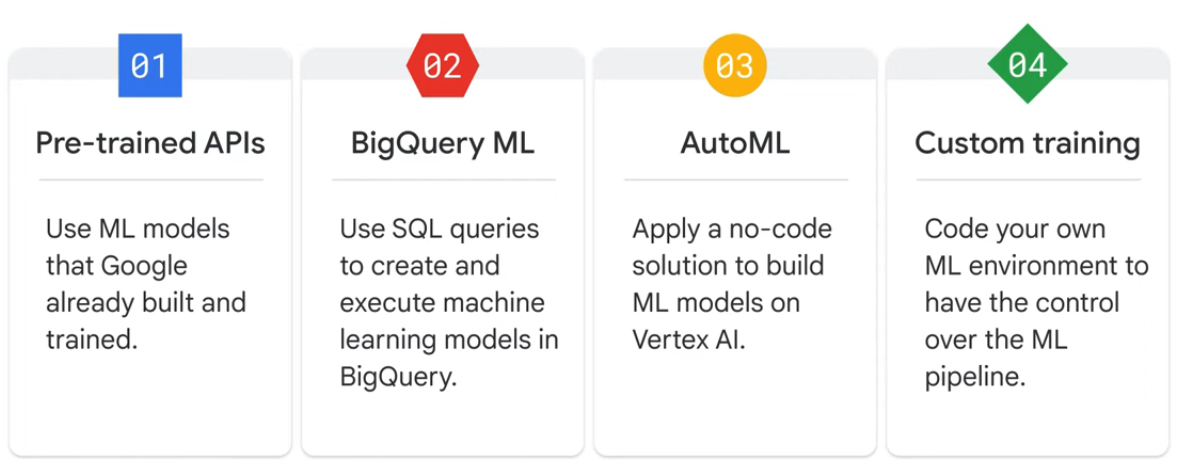 01
Pre-trained APIs
Use ML models
that Google
already built and
trained.
02
BigQuery ML
Use SQL queries
to create and
execute machine
learning models in
BigQuery.
03
AutoML
Apply a no-code
solution to build
ML models on
Vertex AI.
04
Custom training
Code your own
ML environment to
have the control
over the ML
pipeline.